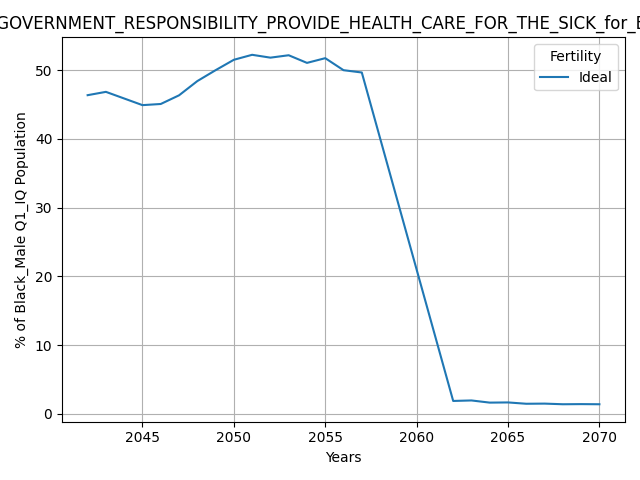 GOVERNMENT_RESPONSIBILITY_PROVIDE_HEALTH_CARE_FOR_THE_SICK_for_
Fertility
Ideal
% of Black_Male Q1_IQ Population
50
40
30
20
10
0
2045 2050 2055 2060 2065 2070
Years